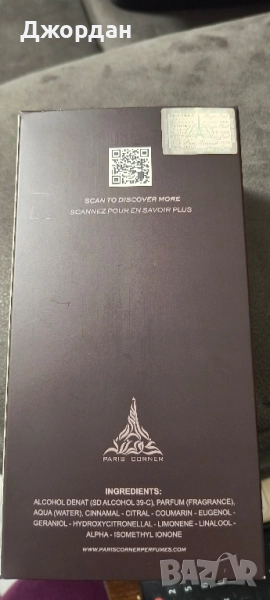 Джордан
SCAN TO DISCOVER MORE
SCANNEZ POUR EN SAVOIR PLUS
PARIS CORNER
INGREDIENTS:
ALCOHOL DENAT (SD ALCOHOL 39-C), PARFUM (FRAGRANCE),
AQUA (WATER), CINNAMAL - CITRAL - COUMARIN - EUGENOL -
GERANIOL - HYDROXYCITRONELLAL - LIMONENE - LINALOOL -
ALPHA - ISOMETHYL IONONE
WWW.PARISCORNERPERFUMES.COM
bazar